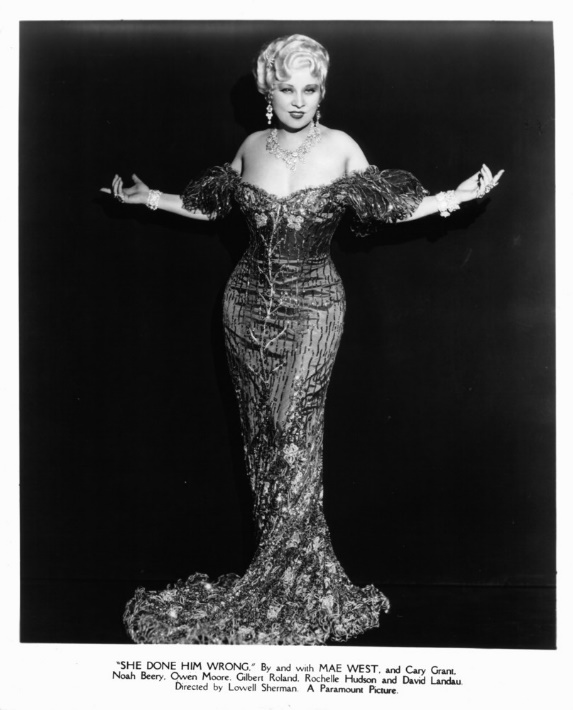 "SHE DONE HIM WRONG." By and with MAE WEST, and Cary Grant,
Noah Beery, Owen Moore, Gilbert Roland, Rochelle Hudson and David Landau.
Directed by Lowell Sherman. A Paramount Picture.